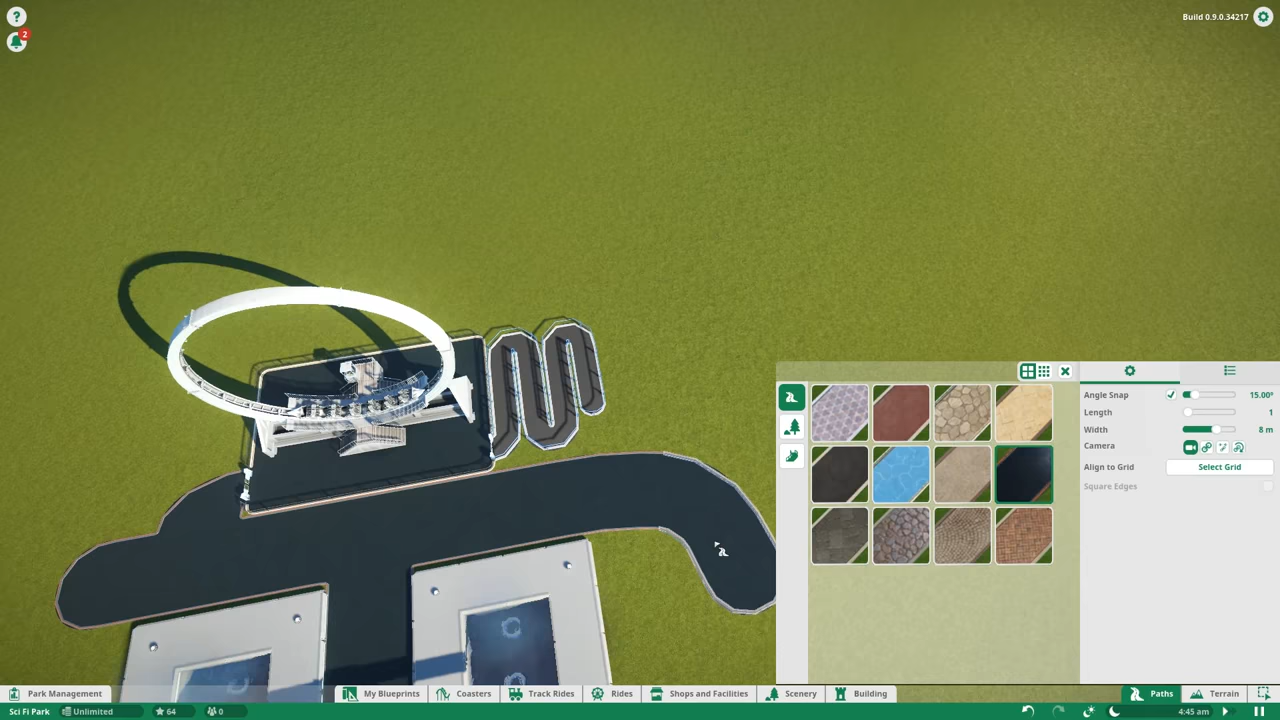 ?
Build 0.9.0.34217
2
Angle Snap
15.00°
Length
1
Width
8 m
Camera
Align to Grid
Select Grid
Square Edges
Park Management
My Blueprints
Coasters
Track Rides
Rides
Shops and Facilities
Scenery
Building
Paths
Terrain
Sci Fi Park
Unlimited
64
0
4:45 am